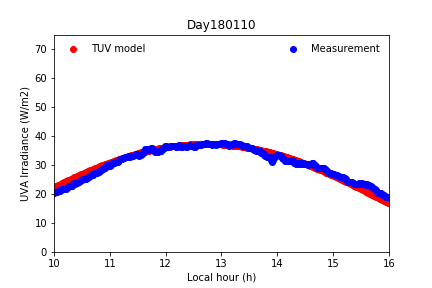 Day180110
TUV model
Measurement
UVA Irradiance (W/m2)
70
60
50
40
30
20
10
0
10 11 12 13 14 15 16
Local hour (h)